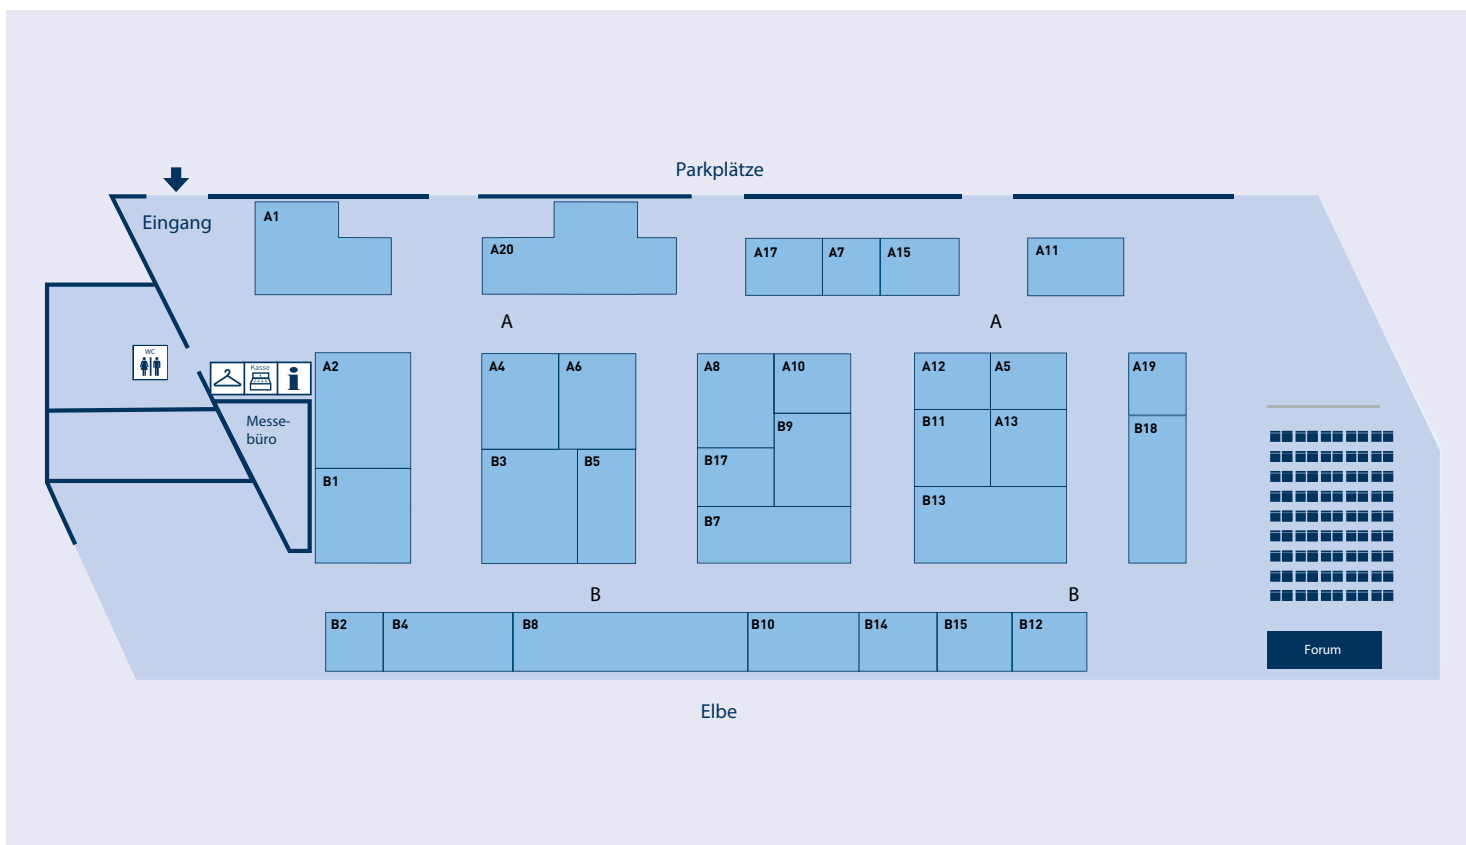 Parkplätze
Eingang
A1
A20
A17
A7
A15
A11
A
A
WC
Kasse
A2
A4
A6
A8
A10
A12
A5
A19
Messe-
büro
B9
B11
A13
B18
B1
B3
B5
B17
B13
B7
B
B
B2
B4
B8
B10
B14
B15
B12
Forum
Elbe